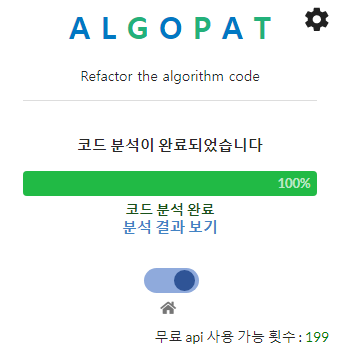 ALGOPAT
Refactor the algorithm code
코드 분석이 완료되었습니다
100%
코드 분석 완료
분석 결과 보기
무료 api 사용 가능 횟수 : 199